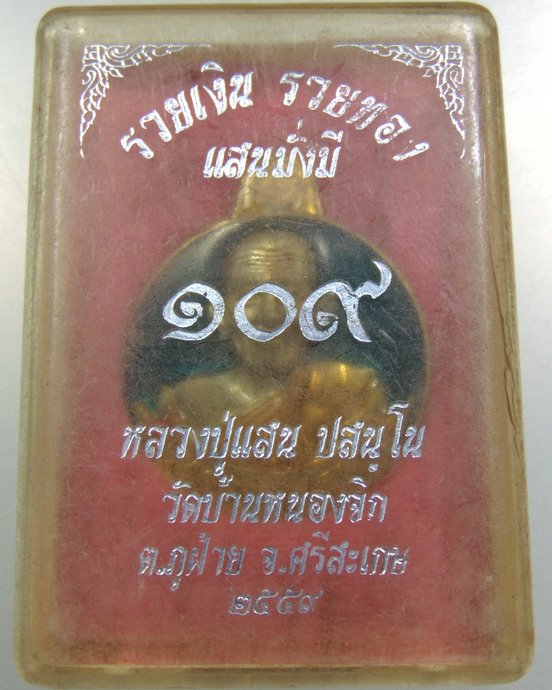 รวยเงิน รวยทอง
แสนมั่งมี
๑๐๙
หลวงปู่แสน ปสนฺโน
วัดบ้านหนองจิก
ต.ภูฝ้าย จ.ศรีสะเกษ
๒๕๕๙